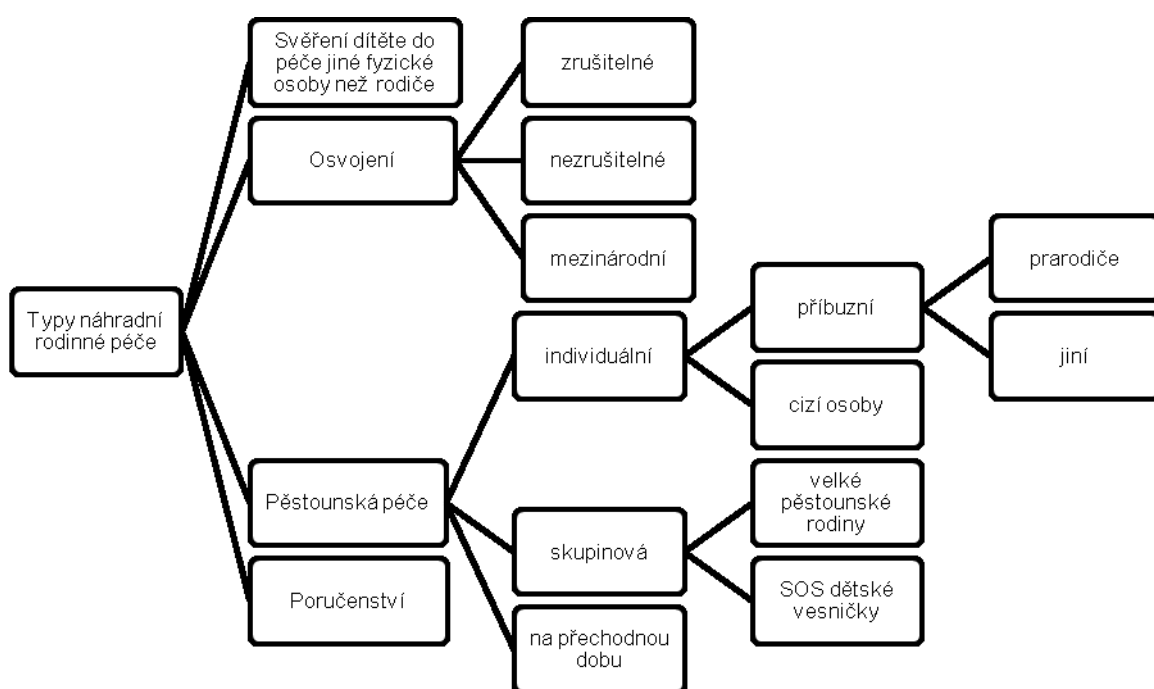 Typy náhradní
rodinné péče
Svěření dítěte do
péče jiné fyzické
osoby než rodiče
Osvojení
zrušitelné
nezrušitelné
mezinárodní
Pěstounská péče
individuální
příbuzní
prarodiče
jiní
cizí osoby
skupinová
velké
pěstounské
rodiny
SOS dětské
vesničky
na přechodnou
dobu
Poručenství